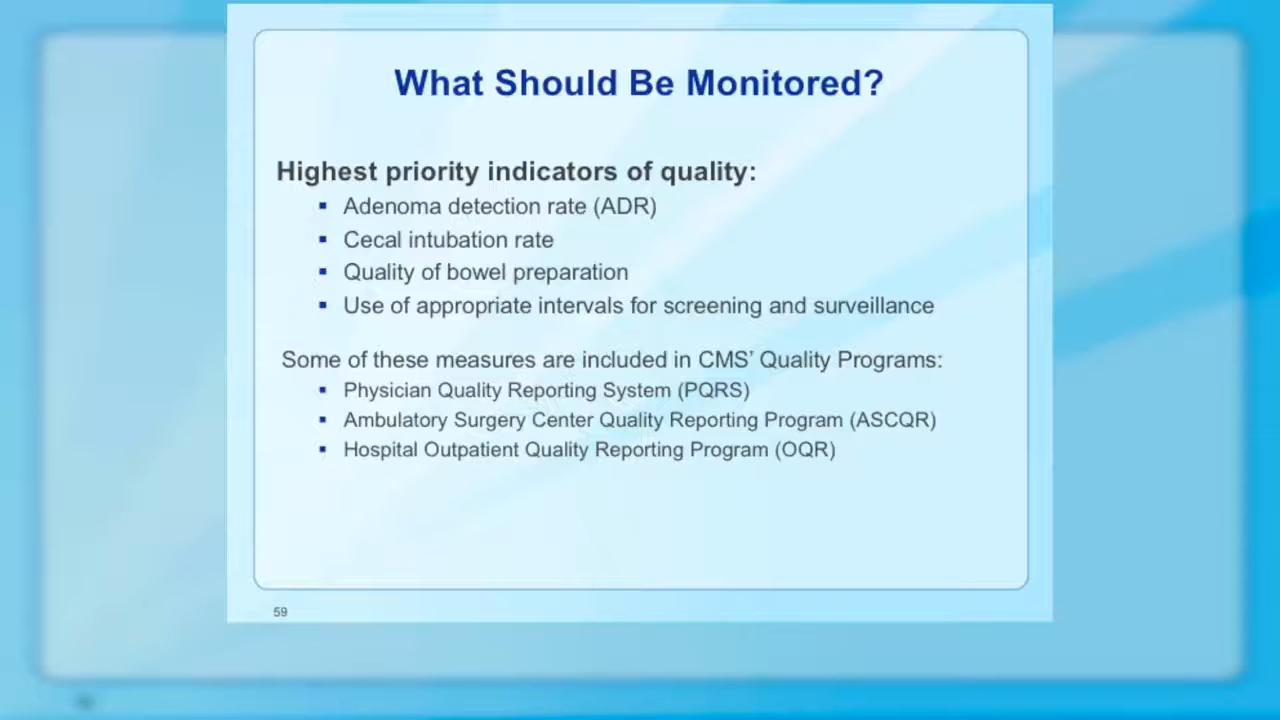 What Should Be Monitored?
Highest priority indicators of quality:
▪ Adenoma detection rate (ADR)
▪ Cecal intubation rate
▪ Quality of bowel preparation
▪ Use of appropriate intervals for screening and surveillance
Some of these measures are included in CMS’ Quality Programs:
▪ Physician Quality Reporting System (PQRS)
▪ Ambulatory Surgery Center Quality Reporting Program (ASCQR)
▪ Hospital Outpatient Quality Reporting Program (OQR)
59